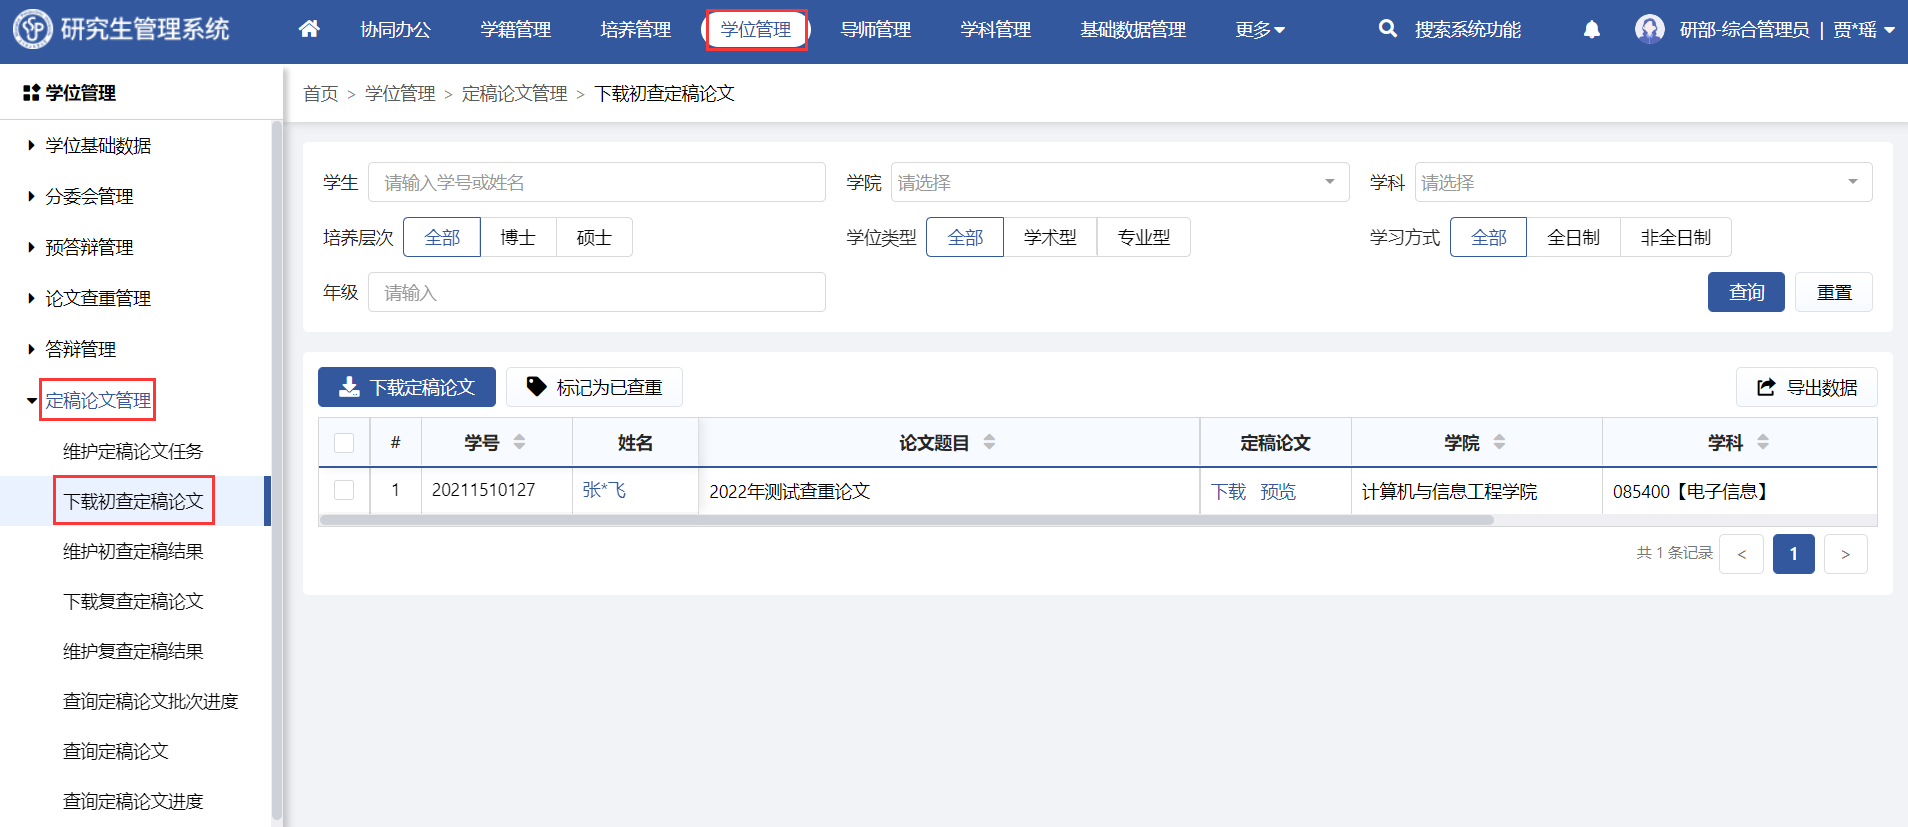 研究生管理系统 协同办公 学籍管理 培养管理 学位管理 导师管理 学科管理 基础数据管理 更多 搜索系统功能 研部-综合管理员 | 贾*瑶
学位管理
学位基础数据
分委会管理
预答辩管理
论文查重管理
答辩管理
定稿论文管理
维护定稿论文任务
下载初查定稿论文
维护初查定稿结果
下载复查定稿论文
维护复查定稿结果
查询定稿论文批次进度
查询定稿论文
查询定稿论文进度
首页 > 学位管理 > 定稿论文管理 > 下载初查定稿论文
学生 请输入学号或姓名 学院 请选择 学科 请选择
培养层次 全部 博士 硕士 学位类型 全部 学术型 专业型 学习方式 全部 全日制 非全日制
年级 请输入 查询 重置
下载定稿论文 标记为已查重 导出数据
# 学号 姓名 论文题目 定稿论文 学院 学科
1 20211510127 张*飞 2022年测试查重论文 下载 预览 计算机与信息工程学院 085400【电子信息】
共 1 条记录 < 1 >